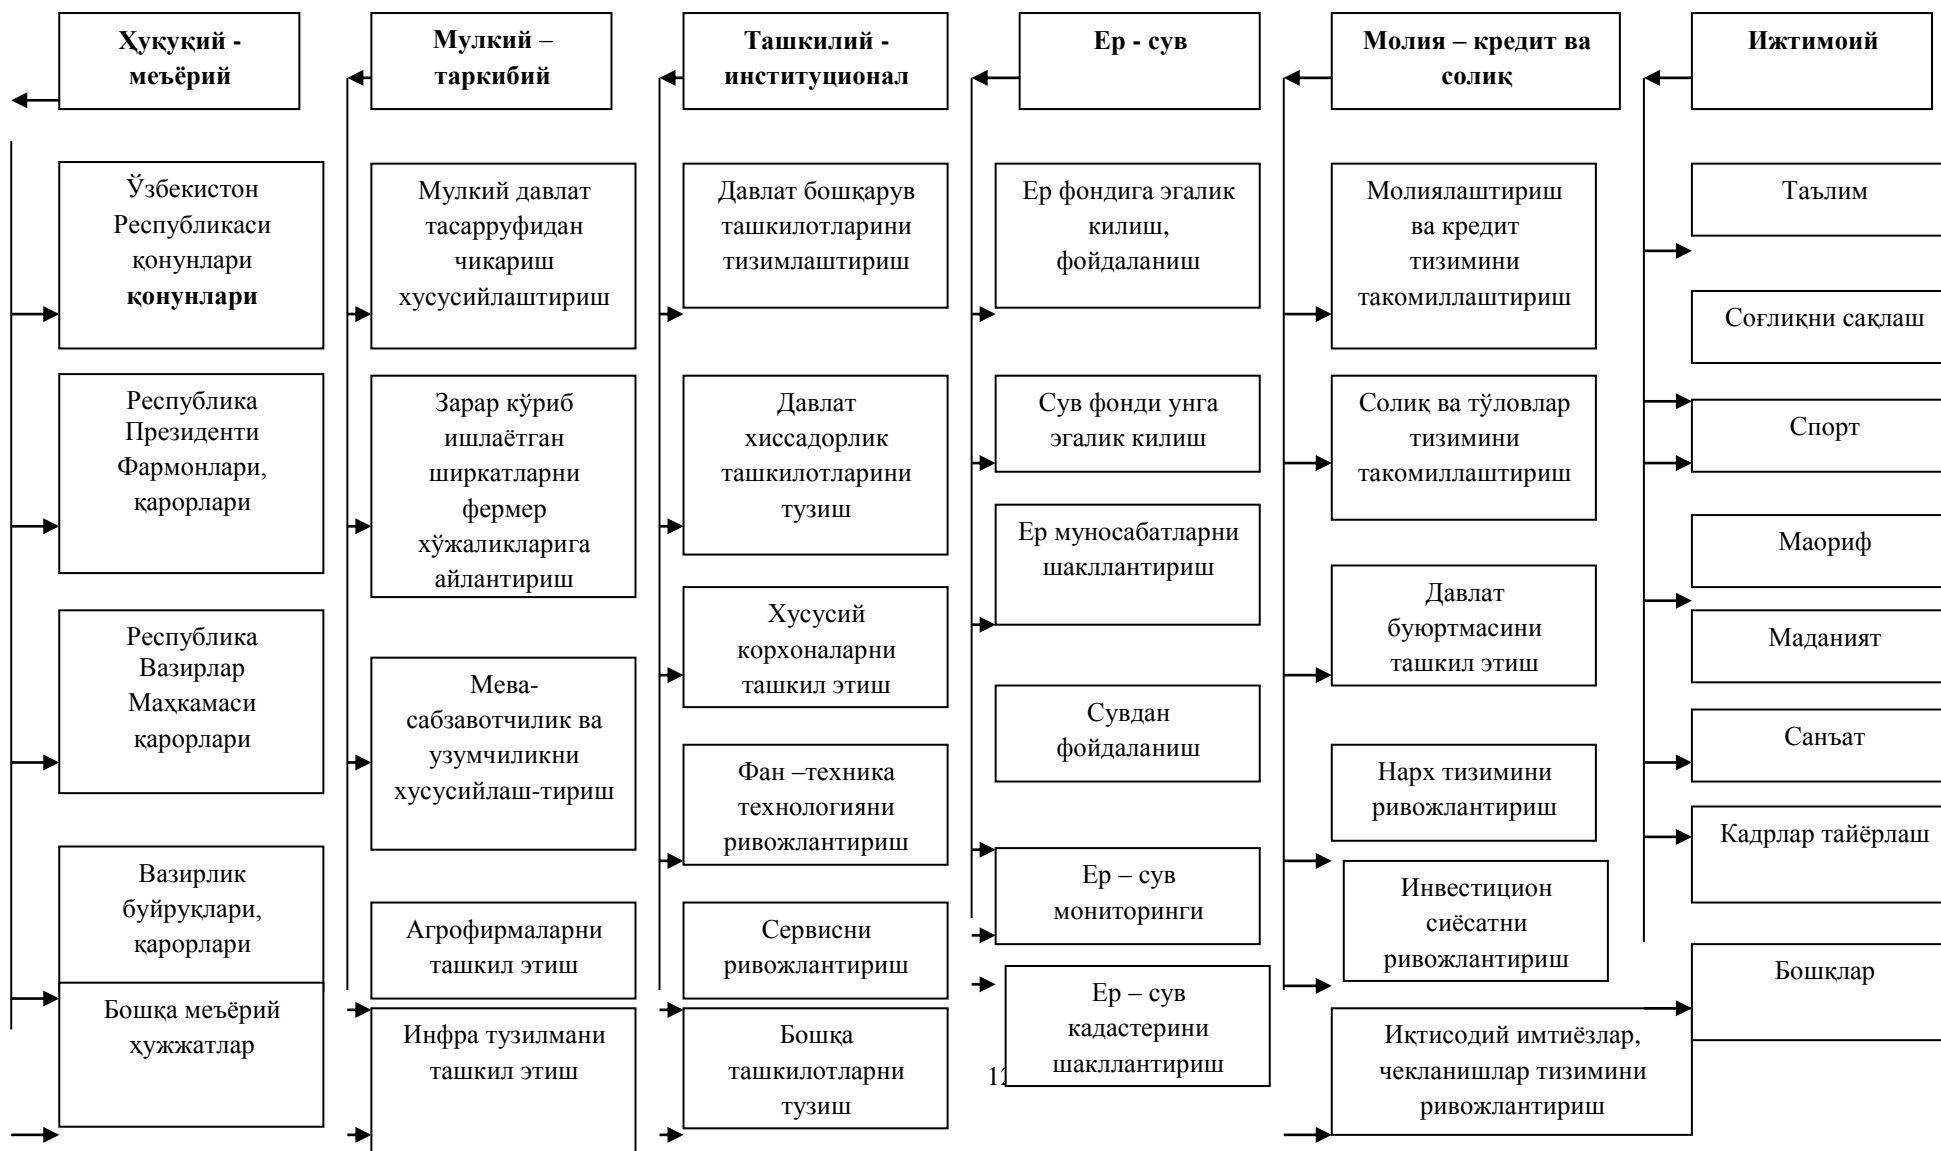 Ҳуқуқий -
меъёрий
Мулкий –
таркибий
Ташкилий -
институционал
Ер - сув
Молия – кредит ва
солиқ
Ижтимоий
Ўзбекистон
Республикаси
қонунлари
қонунлари
Республика
Президенти
Фармонлари,
қарорлари
Республика
Вазирлар
Маҳкамаси
қарорлари
Вазирлик
буйруқлари,
қарорлари
Бошқа меъёрий
ҳужжатлар
Мулкий давлат
тасарруфидан
чикариш
хусусийлаштириш
Зарар кўриб
ишлаётган
ширкатларни
фермер
хўжаликларига
айлантириш
Мева-
сабзавотчилик ва
узумчиликни
хусусийлаш-тириш
Агрофирмаларни
ташкил этиш
Инфра тузилмани
ташкил этиш
Давлат бошқарув
ташкилотларини
тизимлаштириш
Давлат
хиссадорлик
ташкилотларини
тузиш
Хусусий
корхоналарни
ташкил этиш
Фан –техника
технологияни
ривожлантириш
Сервисни
ривожлантириш
Бошқа
ташкилотларни
тузиш
Ер фондига эгалик
килиш,
фойдаланиш
Сув фонди унга
эгалик килиш
Ер муносабатларни
шакллантириш
Сувдан
фойдаланиш
Ер – сув
мониторинги
Ер – сув
кадастерини
шакллантириш
Молиялаштириш
ва кредит
тизимини
такомиллаштириш
Солиқ ва тўловлар
тизимини
такомиллаштириш
Давлат
буюртмасини
ташкил этиш
Нарх тизимини
ривожлантириш
Инвестицион
сиёсатни
ривожлантириш
Иқтисодий имтиёзлар,
чекланишлар тизимини
ривожлантириш
Таълим
Соғлиқни сақлаш
Спорт
Маориф
Маданият
Санъат
Кадрлар тайёрлаш
Бошқлар